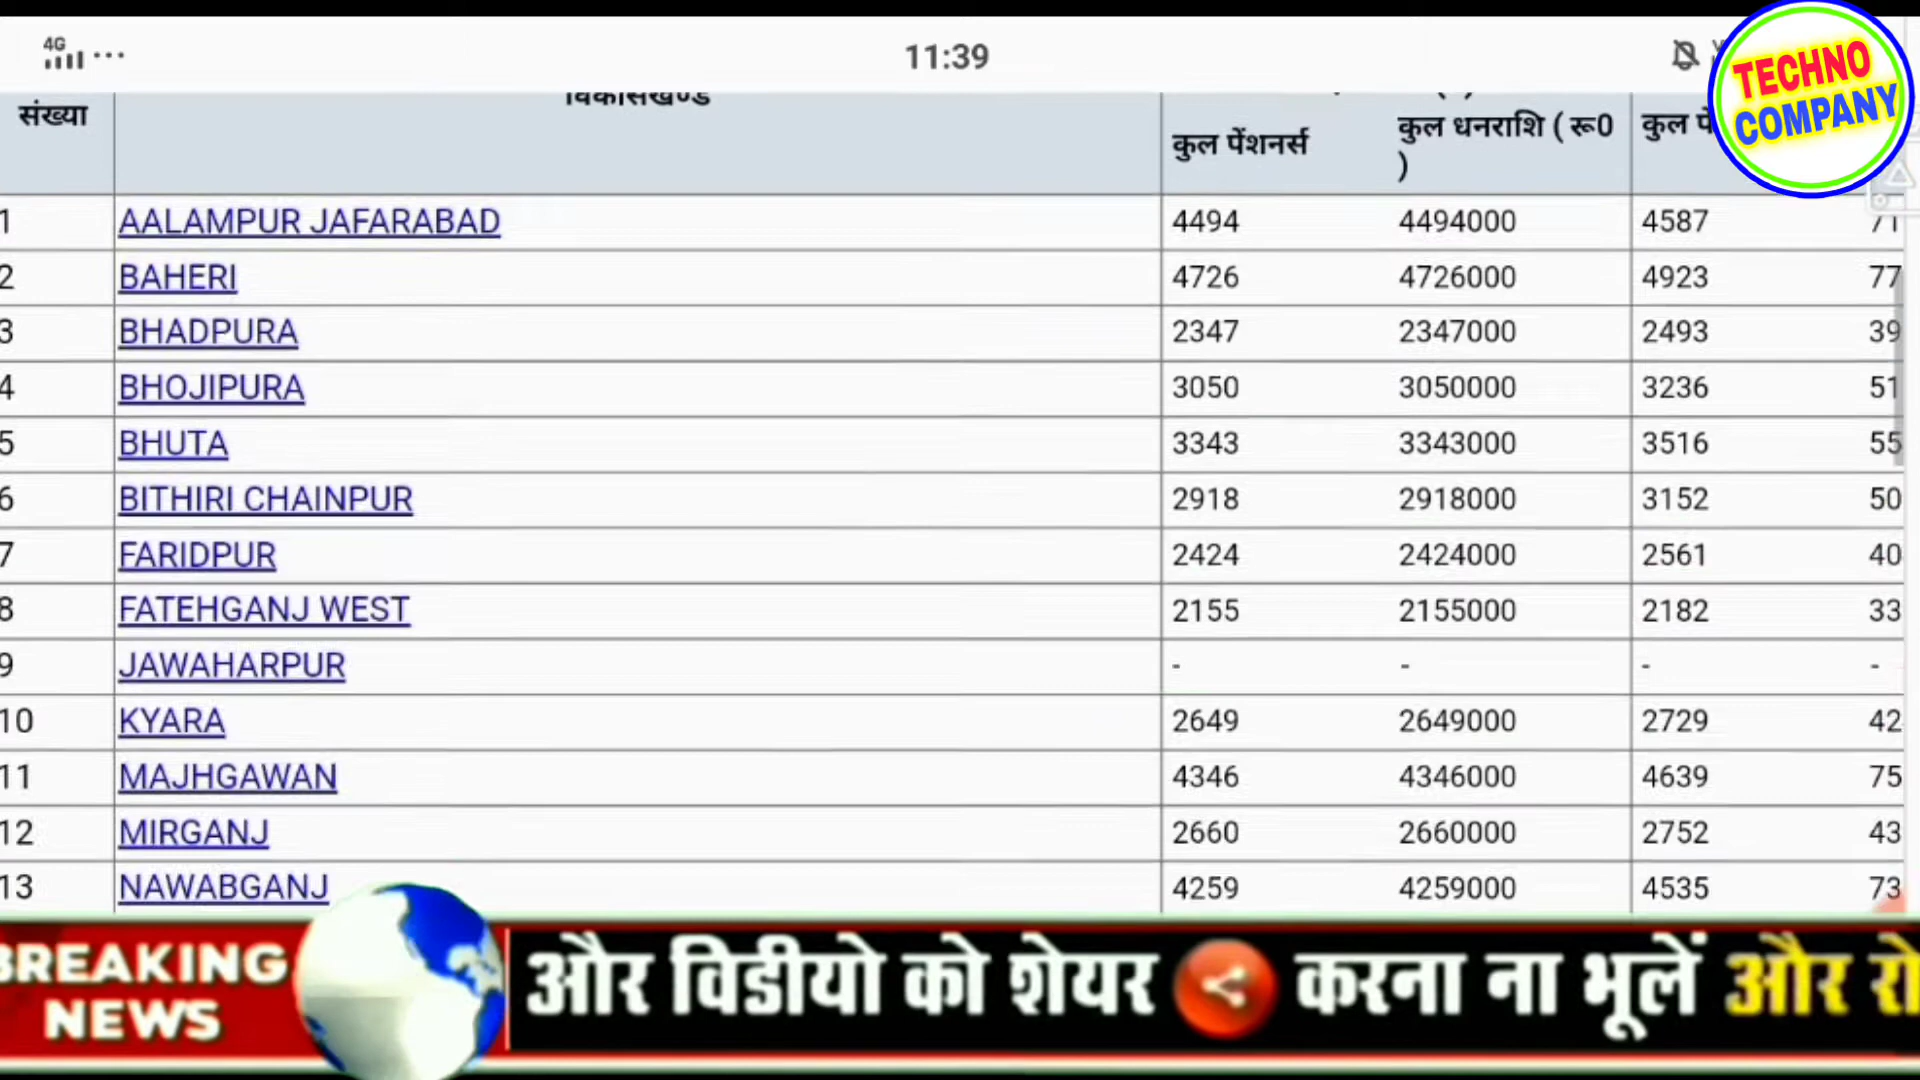 4G
11:39
TECHNO
COMPANY
संख्या
विकासखण्ड
कुल पेंशनर्स
कुल धनराशि ( रू0
)
कुल
1 AALAMPUR JAFARABAD 4494 4494000 4587 71
2 BAHERI 4726 4726000 4923 77
3 BHADPURA 2347 2347000 2493 39
4 BHOJIPURA 3050 3050000 3236 51
5 BHUTA 3343 3343000 3516 55
6 BITHIRI CHAINPUR 2918 2918000 3152 50
7 FARIDPUR 2424 2424000 2561 40
8 FATEHGANJ WEST 2155 2155000 2182 33
9 JAWAHARPUR - - - -
10 KYARA 2649 2649000 2729 42
11 MAJHGAWAN 4346 4346000 4639 75
12 MIRGANJ 2660 2660000 2752 43
13 NAWABGANJ 4259 4259000 4535 73
BREAKING
NEWS
और विडीयो को शेयर करना ना भूलें और